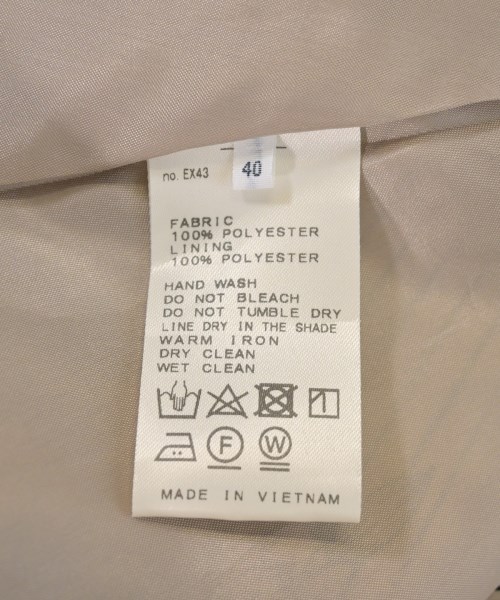 no. EX43
40
FABRIC
100% POLYESTER
LINING
100% POLYESTER
HAND WASH
DO NOT BLEACH
DO NOT TUMBLE DRY
LINE DRY IN THE SHADE
WARM IRON
DRY CLEAN
WET CLEAN
F W
MADE IN VIETNAM